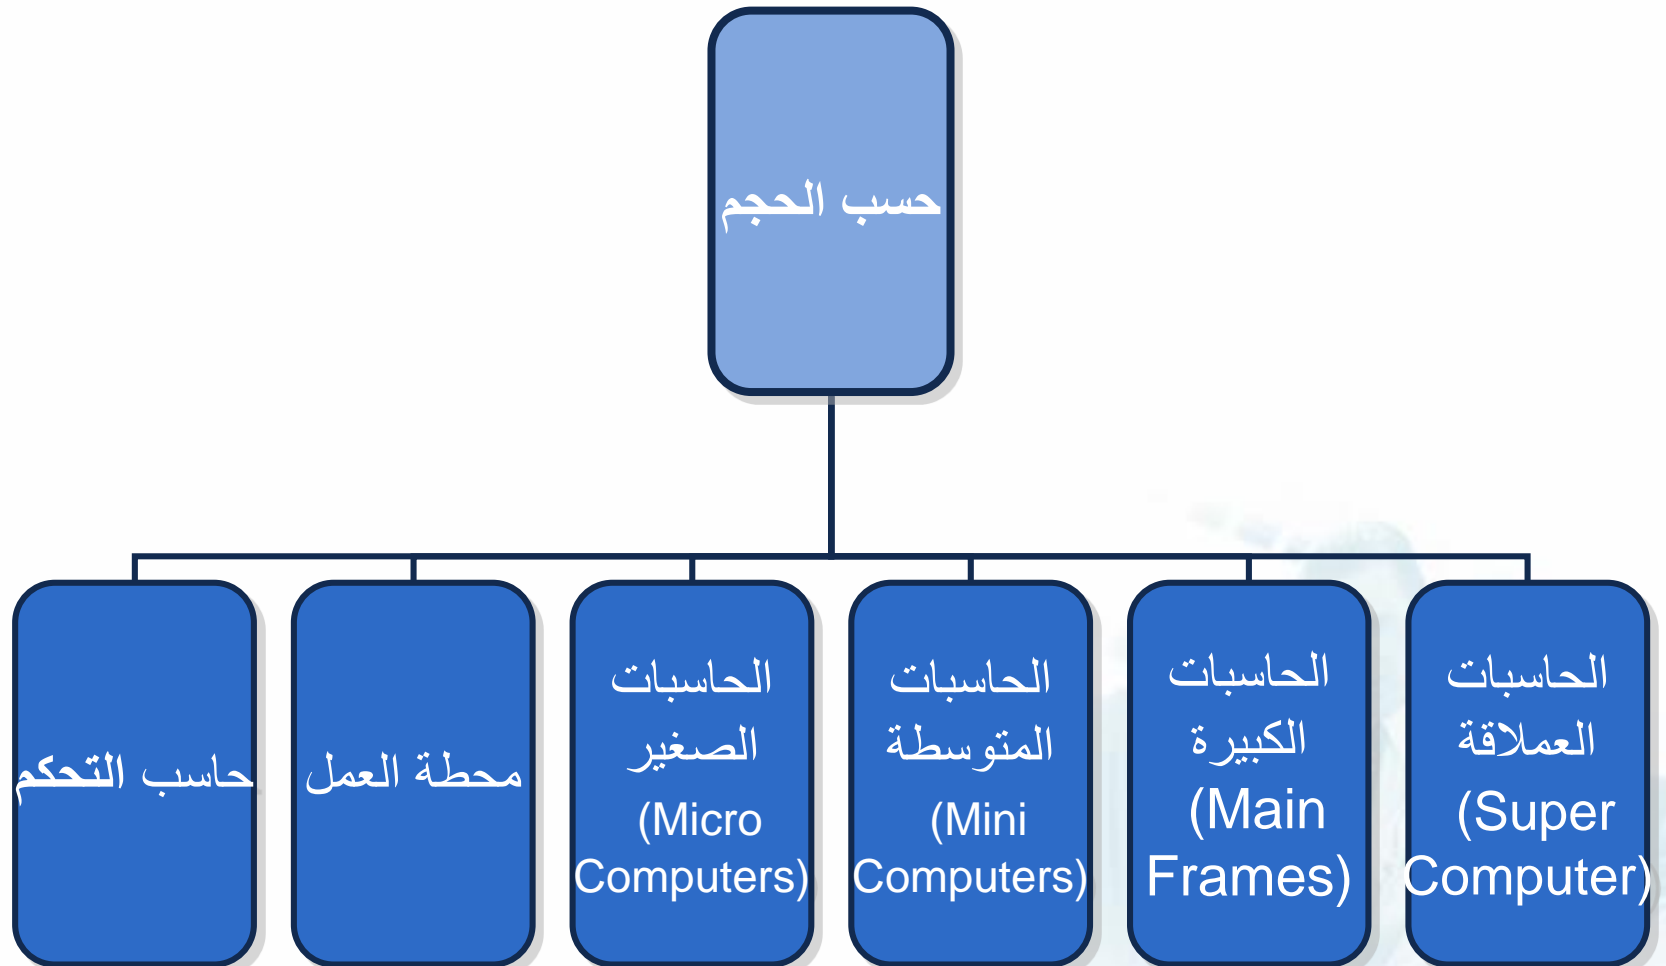 حسب الحجم
الحاسبات
العملاقة
(Super
Computer)
الحاسبات
الكبيرة
(Main
Frames)
الحاسبات
المتوسطة
(Mini
Computers)
الحاسبات
الصغير
(Micro
Computers)
محطة العمل
حاسب التحكم